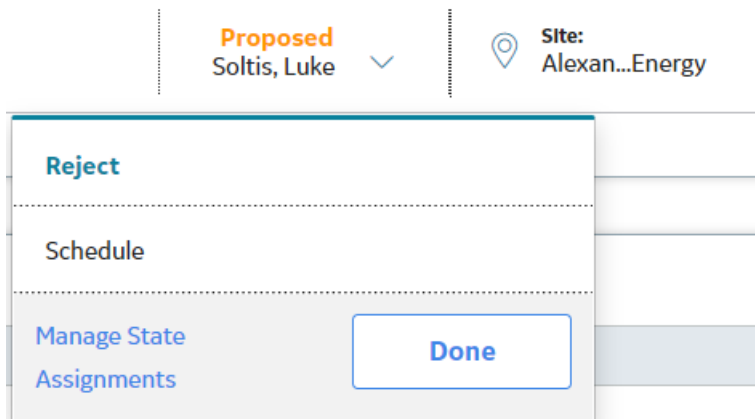 Proposed
Soltis, Luke
Site:
Alexan...Energy
Reject
Schedule
Manage State
Assignments
Done